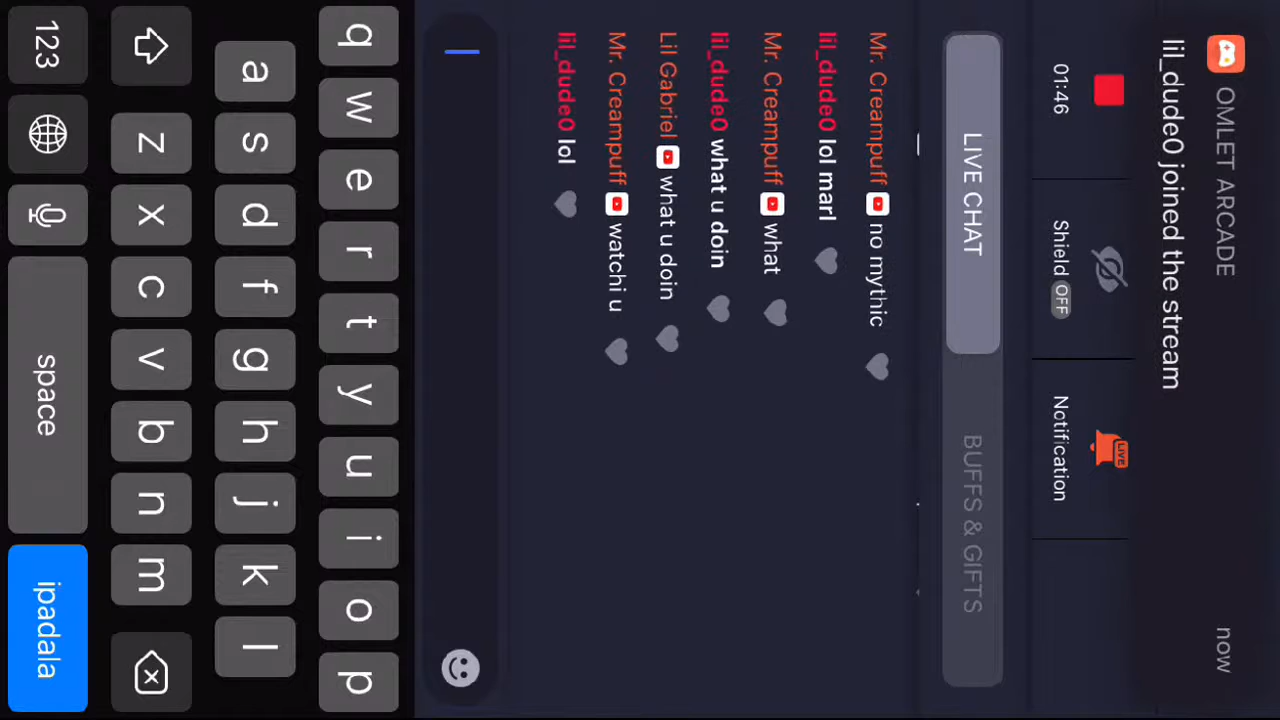 OMLET ARCADE
now
lil_dude0 joined the stream
01:46
Shield OFF
LIVE
Notification
LIVE CHAT
BUFFS & GIFTS
Mr. Creampuff no mythic
lil_dude0 lol marl
Mr. Creampuff what
lil_dude0 what u doin
Lil Gabriel what u doin
Mr. Creampuff watchi u
lil_dude0 lol
q w e r t y u i o p
a s d f g h j k l
z x c v b n m
123 space ipadala